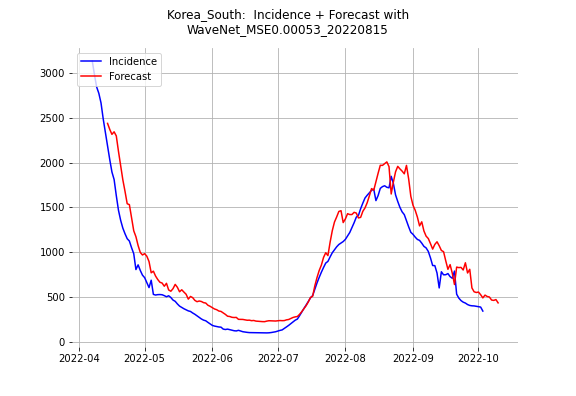 Korea_South:  Incidence + Forecast with
WaveNet_MSE0.00053_20220815
Incidence
Forecast
3000
2500
2000
1500
1000
500
0
2022-04 2022-05 2022-06 2022-07 2022-08 2022-09 2022-10